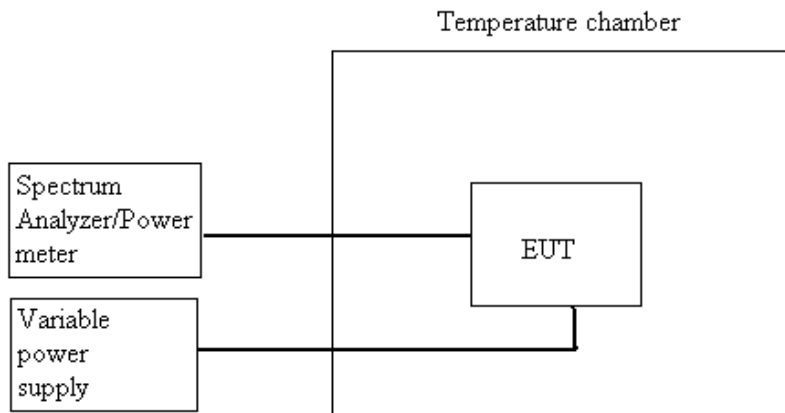 Temperature chamber
Spectrum
Analyzer/Power
meter
EUT
Variable
power
supply